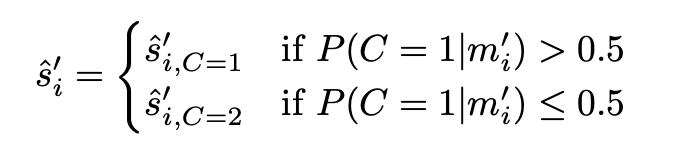 ŝ′ᵢ = { ŝ′ᵢ,C=1 if P(C = 1|m′ᵢ) > 0.5
ŝ′ᵢ,C=2 if P(C = 1|m′ᵢ) ≤ 0.5